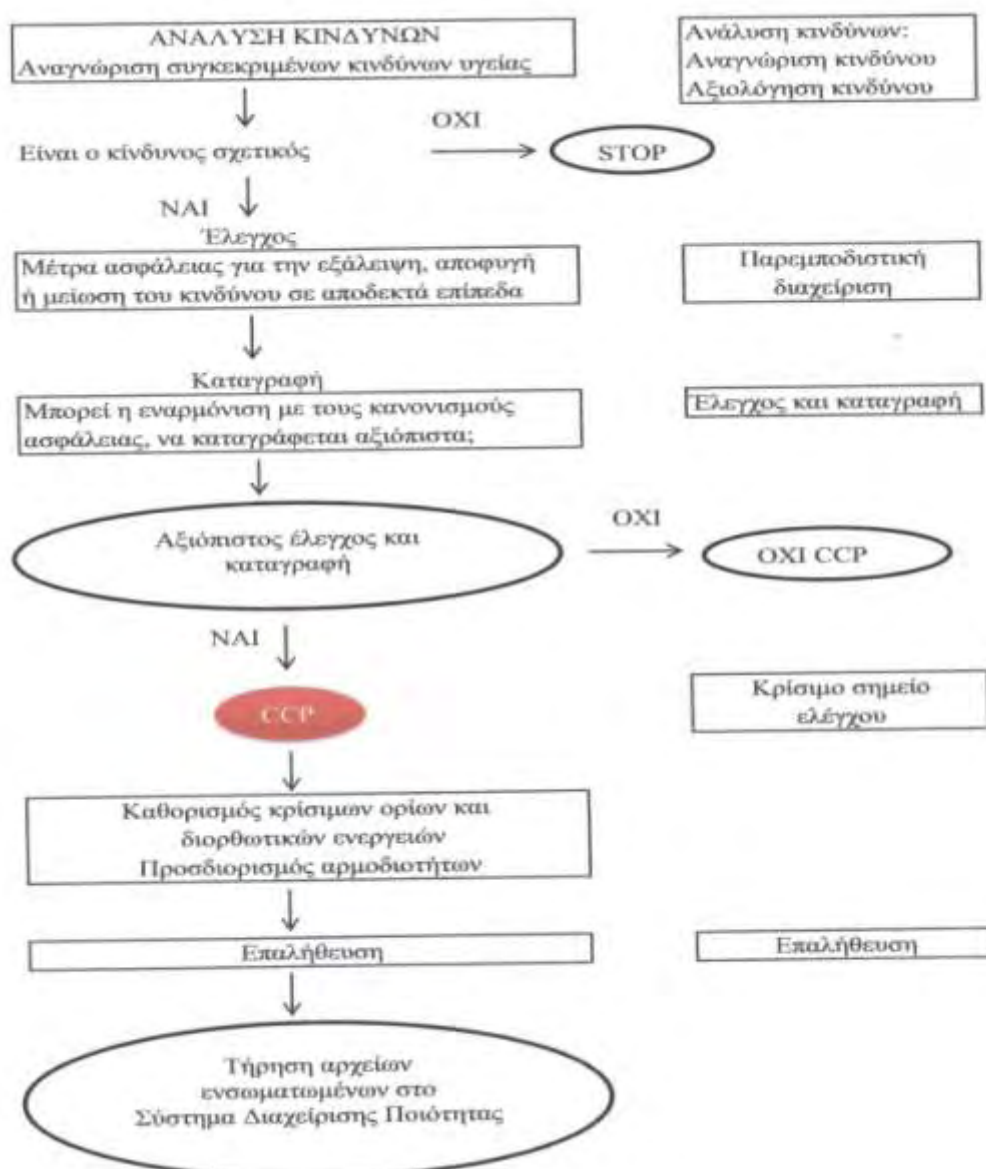 ΑΝΑΛΥΣΗ ΚΙΝΔΥΝΩΝ
Αναγνώριση συγκεκριμένων κινδύνων υγείας
Ανάλυση κινδύνων:
Αναγνώριση κινδύνου
Αξιολόγηση κινδύνου
Είναι ο κίνδυνος σχετικός
ΟΧΙ
STOP
ΝΑΙ
Έλεγχος
Μέτρα ασφάλειας για την εξάλειψη, αποφυγή
ή μείωση του κινδύνου σε αποδεκτά επίπεδα
Παρεμποδιστική
διαχείριση
Καταγραφή
Μπορεί η εναρμόνιση με τους κανονισμούς
ασφάλειας, να καταγράφεται αξιόπιστα;
Έλεγχος και καταγραφή
Αξιόπιστος έλεγχος και
καταγραφή
ΟΧΙ
ΟΧΙ CCP
ΝΑΙ
CCP
Κρίσιμο σημείο
ελέγχου
Καθορισμός κρίσιμων ορίων και
διορθωτικών ενεργειών
Προσδιορισμός αρμοδιοτήτων
Επαλήθευση
Επαλήθευση
Τήρηση αρχείων
ενσωματωμένων στο
Σύστημα Διαχείρισης Ποιότητας